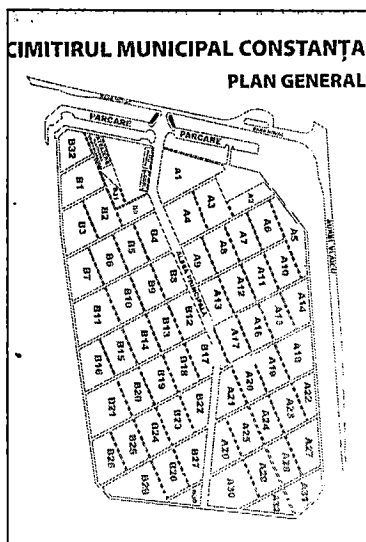 CIMITIRUL MUNICIPAL CONSTANȚA
PLAN GENERAL
PARCARE
PARCARE
B32
A1
B1
A3
B2
A4
A5
B3
B4
A6
A7
B5
A8
B6
A9
A10
B7
B8
A11
A12
B9
A13
B10
A14
B11
B12
A15
A16
B13
A17
B14
A18
B15
B17
A19
B16
B18
A20
B19
A21
A22
B20
B22
A23
B21
A24
B23
A25
A27
B24
B25
B27
A28
B26
A30
A31
B28